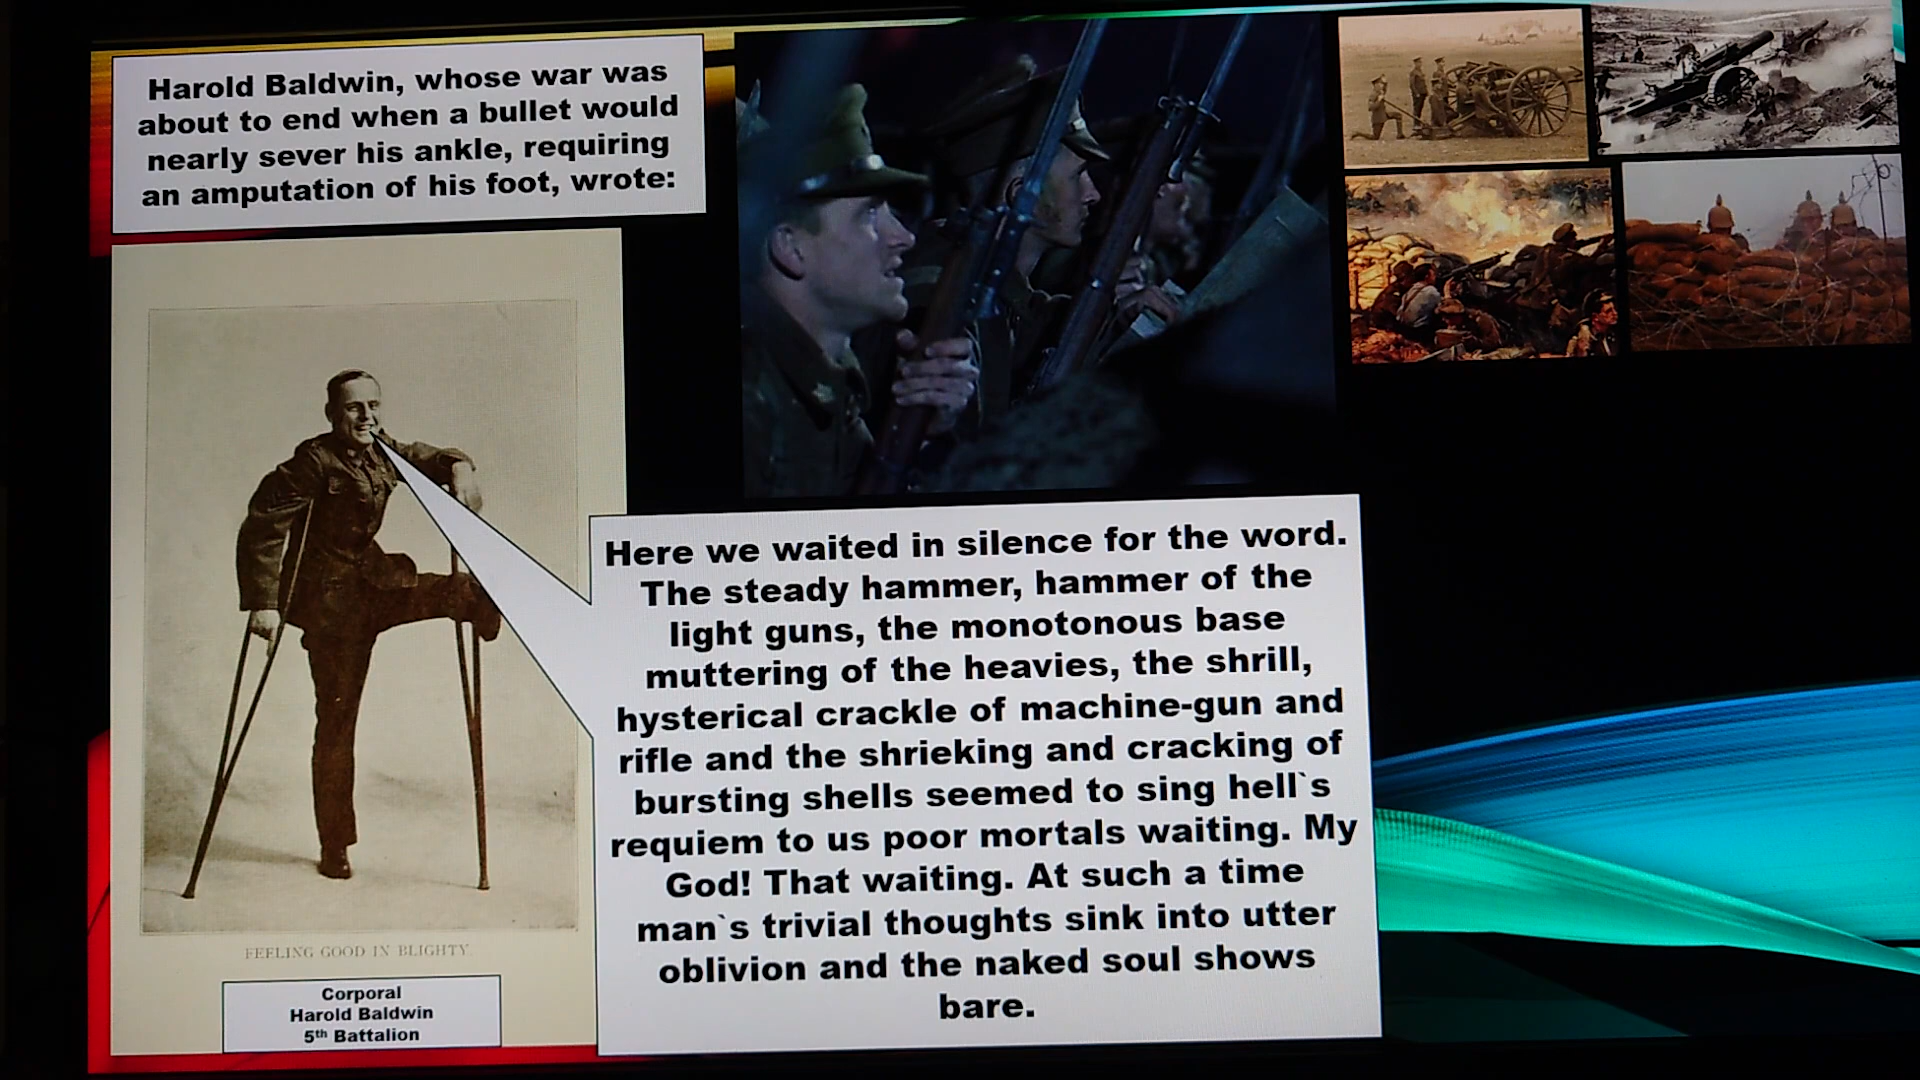 Harold Baldwin, whose war was
about to end when a bullet would
nearly sever his ankle, requiring
an amputation of his foot, wrote:
Here we waited in silence for the word.
The steady hammer, hammer of the
light guns, the monotonous base
muttering of the heavies, the shrill,
hysterical crackle of machine-gun and
rifle and the shrieking and cracking of
bursting shells seemed to sing hell`s
requiem to us poor mortals waiting. My
God! That waiting. At such a time
man`s trivial thoughts sink into utter
oblivion and the naked soul shows
bare.
FEELING GOOD IN BLIGHTY
Corporal
Harold Baldwin
5th Battalion